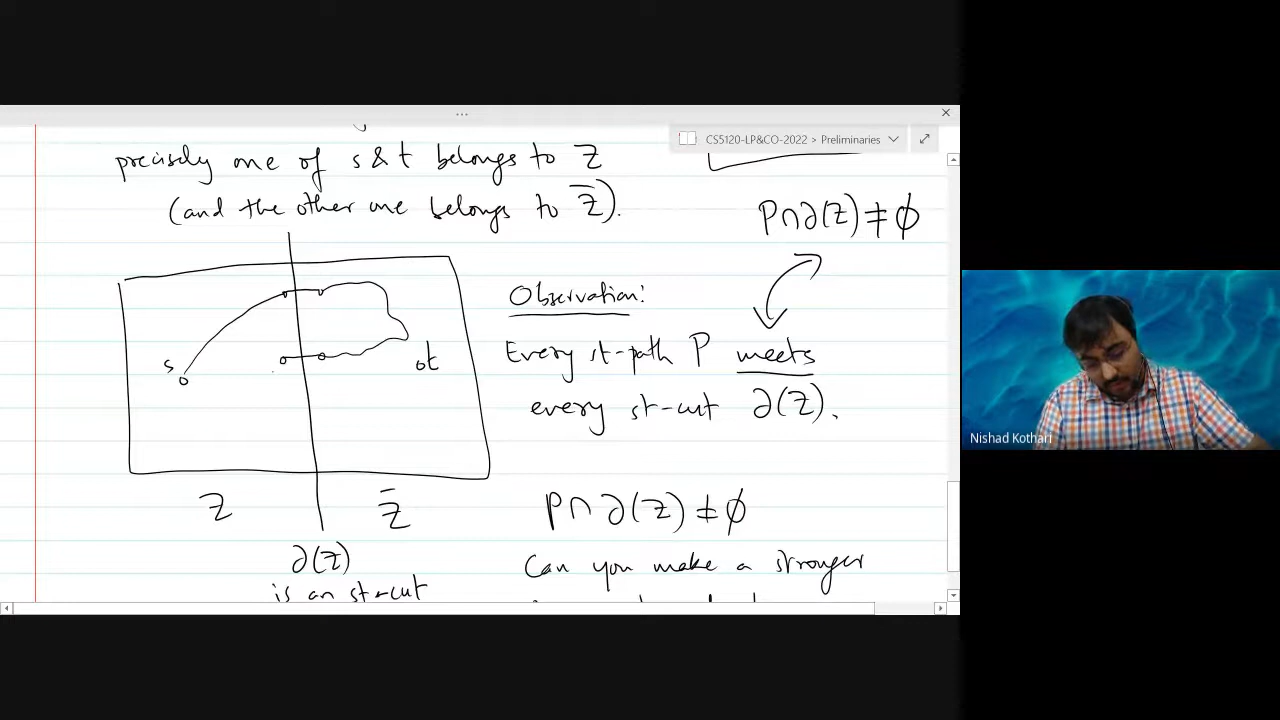 CS5120-LP&CO-2022 > Preliminaries
precisely one of s & t belongs to Z
(and the other one belongs to Z̄).
P∩∂(Z) ≠ ∅
Observation:
Every st-path P meets
every st-cut ∂(Z).
s
t
Z
Z̄
∂(Z)
is an st-cut
P∩ ∂(Z) ≠ ∅
Can you make a stronger
Nishad Kothari